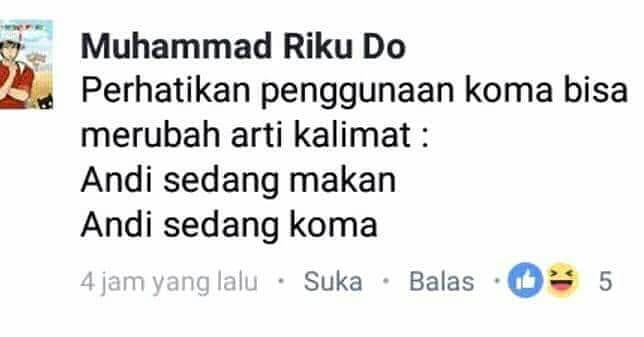 Muhammad Riku Do
Perhatikan penggunaan koma bisa
merubah arti kalimat :
Andi sedang makan
Andi sedang koma
4 jam yang lalu • Suka • Balas • 5